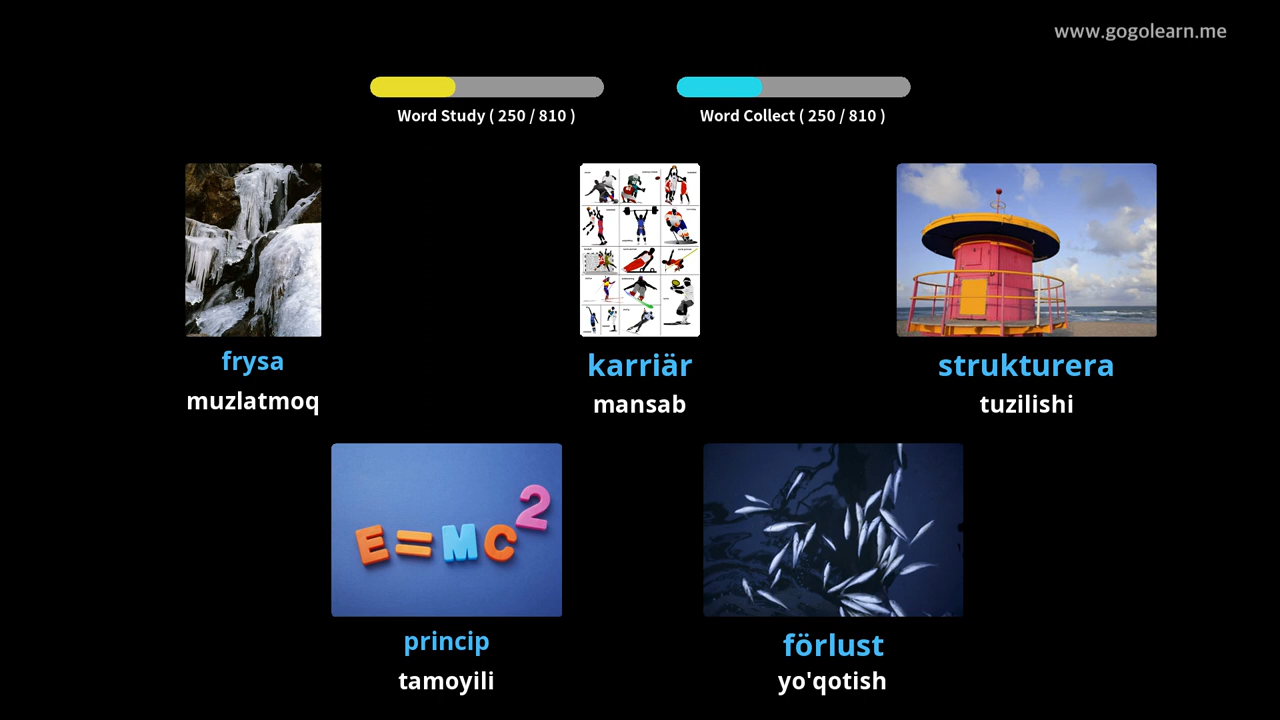 www.gogolearn.me
Word Study ( 250 / 810 )
Word Collect ( 250 / 810 )
frysa
muzlatmoq
karriär
mansab
strukturera
tuzilishi
E=MC2
princip
tamoyili
förlust
yo'qotish